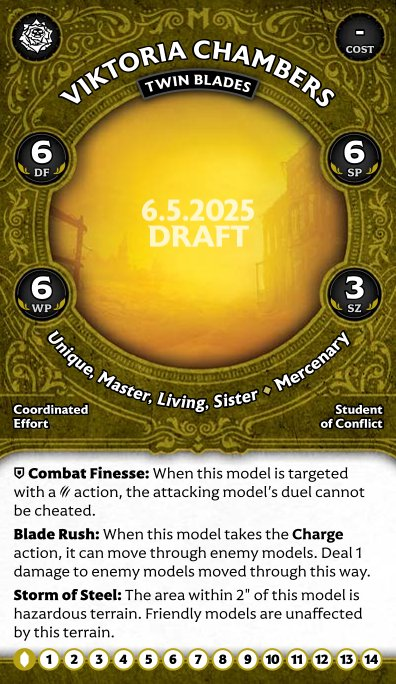 M
-
COST
VIKTORIA CHAMBERS
TWIN BLADES
6
DF
6
SP
6.5.2025
DRAFT
6
WP
3
SZ
Unique, Master, Living, Sister ⬥ Mercenary
Coordinated
Effort
Student
of Conflict
Combat Finesse: When this model is targeted
with a action, the attacking model's duel cannot
be cheated.
Blade Rush: When this model takes the Charge
action, it can move through enemy models. Deal 1
damage to enemy models moved through this way.
Storm of Steel: The area within 2" of this model is
hazardous terrain. Friendly models are unaffected
by this terrain.
1 2 3 4 5 6 7 8 9 10 11 12 13 14